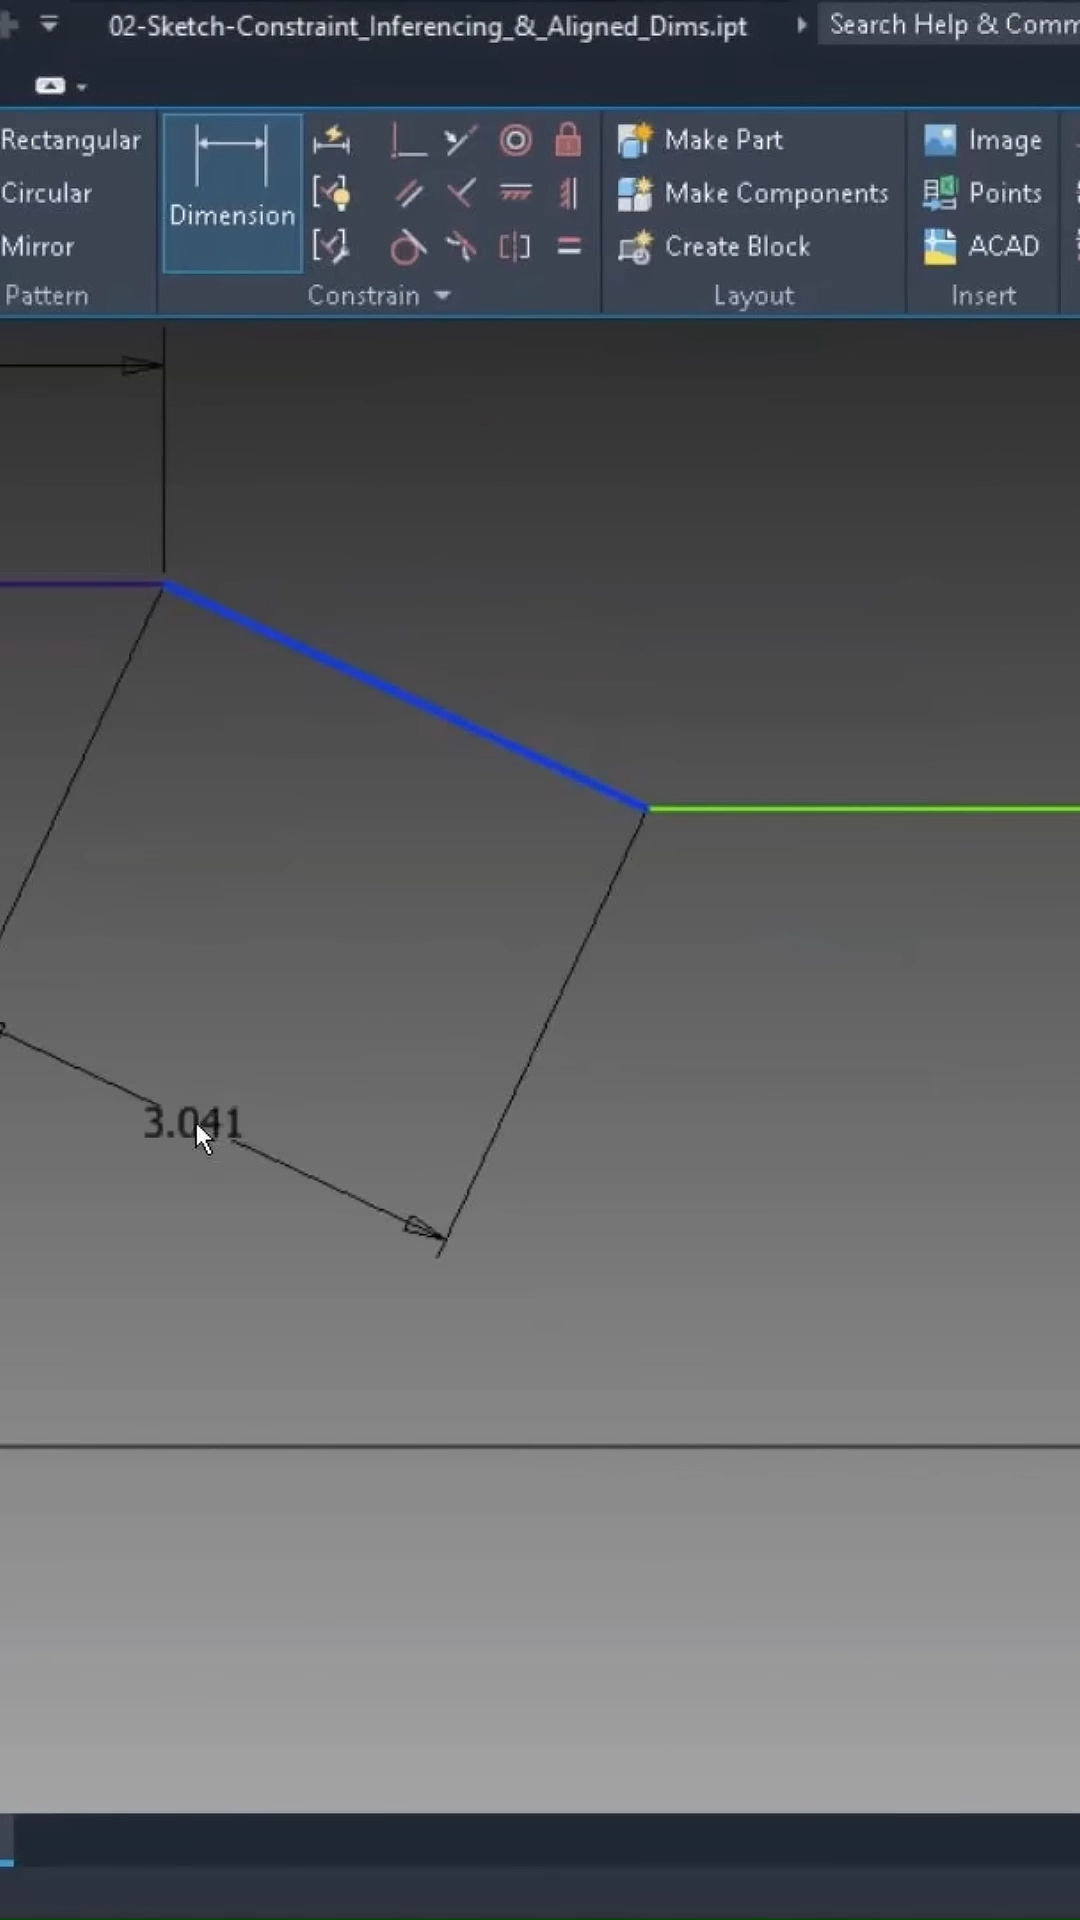 02-Sketch-Constraint_Inferencing_&_Aligned_Dims.ipt
Search Help & Comm
Rectangular
Circular
Mirror
Pattern
Dimension
Constrain
Make Part
Make Components
Create Block
Layout
Image
Points
ACAD
Insert
3.041